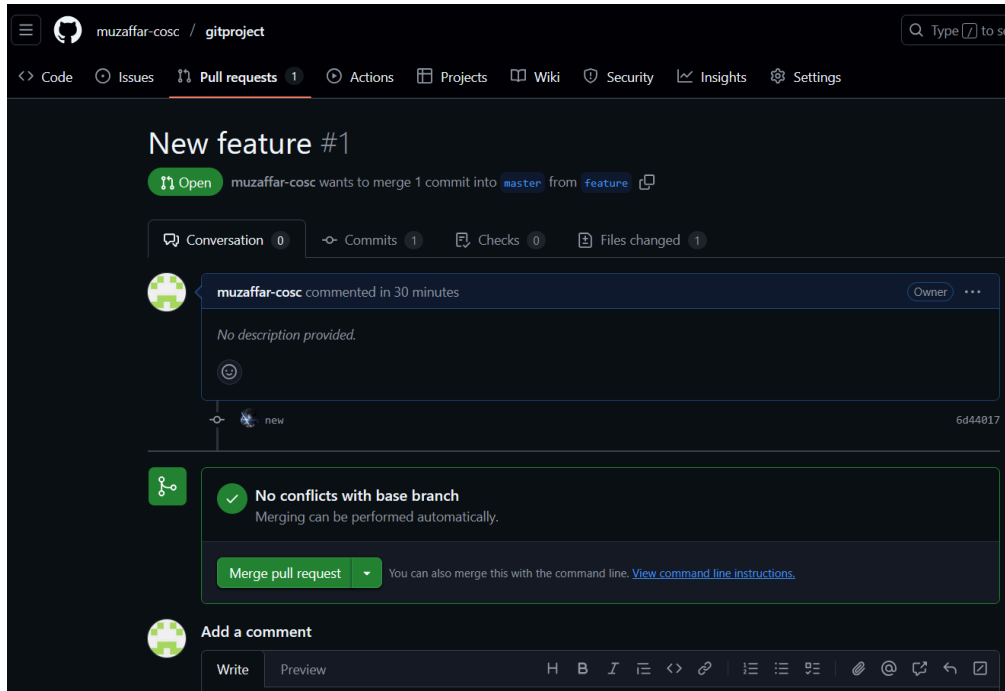 muzaffar-cosc / gitproject
Type / to
Code Issues Pull requests 1 Actions Projects Wiki Security Insights Settings
New feature #1
Open muzaffar-cosc wants to merge 1 commit into master from feature
Conversation 0 Commits 1 Checks 0 Files changed 1
muzaffar-cosc commented in 30 minutes Owner
No description provided.
new 6d44017
No conflicts with base branch
Merging can be performed automatically.
Merge pull request You can also merge this with the command line. View command line instructions.
Add a comment
Write Preview H B I